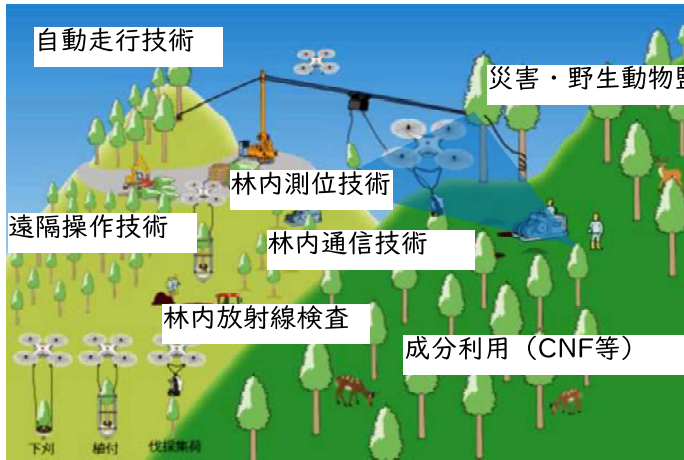 自動走行技術
災害・野生動物監
林内測位技術
遠隔操作技術
林内通信技術
林内放射線検査
成分利用（CNF等）
下刈
植付
伐採集荷